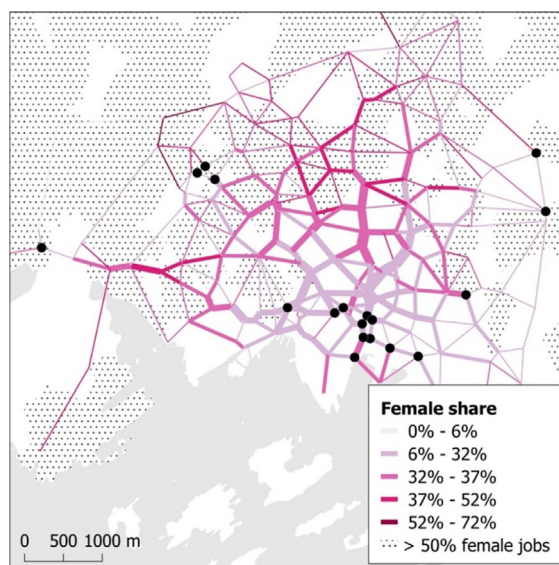 Female share
0% - 6%
6% - 32%
32% - 37%
37% - 52%
52% - 72%
> 50% female jobs
0 500 1000 m